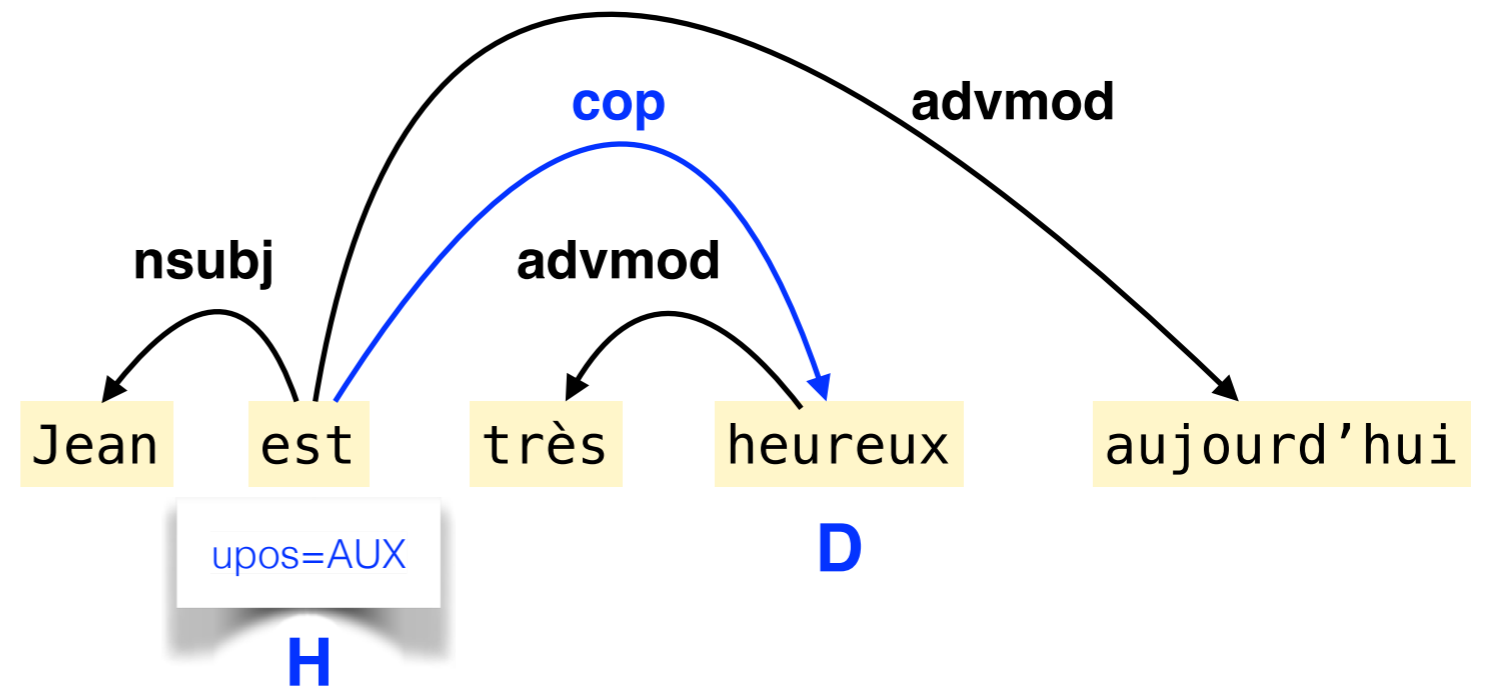 cop
advmod
nsubj
advmod
Jean est très heureux aujourd’hui
upos=AUX
D
H